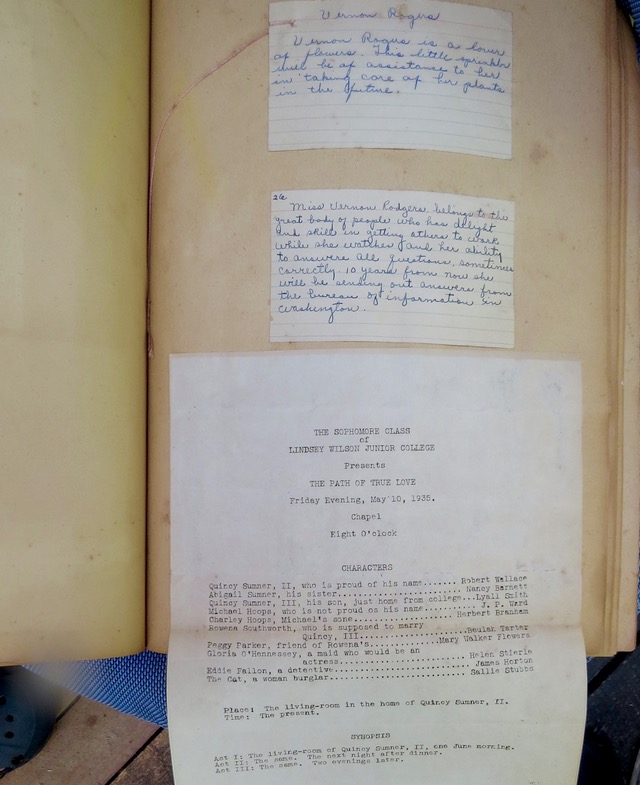 Vernon Rogers
Vernon Rogers is a lover
of flowers. This little sprinkler
will be of assistance to her
in taking care of her plants
in the future.
26
Miss Vernon Rodgers, belongs to the
great body of people who has delight
and skill in getting others to work
while she watches and her ability
to answers all questions, sometimes
correctly. 10 years from now she
will be sending out answers from
the bureau of information in
Washington.
THE SOPHOMORE CLASS
of
LINDSEY WILSON JUNIOR COLLEGE
Presents
THE PATH OF TRUE LOVE
Friday Evening, May 10, 1935.
Chapel
Eight O'clock
CHARACTERS
Quincy Sumner, II, who is proud of his name....... Robert Wallace
Abigail Sumner, his sister........................ Nancy Barnett
Quincy Sumner, III, his son, just home from college...Lyall Smith
Michael Hoops, who is not proud os his name........ J. P. Ward
Charley Hoops, Michael's sone..................... Herbert Branham
Rowena Southworth, who is supposed to marry
Quincy, III.......................Beulah Tarter
Peggy Parker, friend of Rowena's..............Mary Walker Flowers
Gloria O'Hennessey, a maid who would be an
actress........................... Helen Stierle
Eddie Fallon, a detective......................... James Horton
The Cat, a woman burglar.......................... Sallie Stubbs
Place: The living-room in the home of Quincy Sumner, II.
Time: The present.
SYNOPSIS
Act I: The living-room of Quincy Sumner, II, one June morning.
Act II: The same. The next night after dinner.
Act III: The same. Two evenings later.